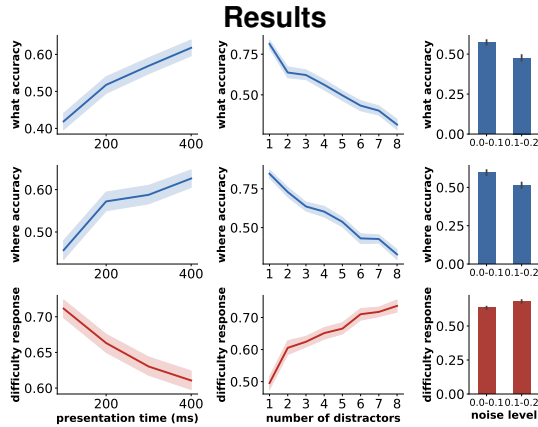 Results
what accuracy
0.60
0.50
0.40
200 400
what accuracy
0.75
0.50
1 2 3 4 5 6 7 8
what accuracy
0.50
0.25
0.00
0.0-0.1 0.1-0.2
where accuracy
0.60
0.50
200 400
where accuracy
0.75
0.50
1 2 3 4 5 6 7 8
where accuracy
0.50
0.25
0.00
0.0-0.1 0.1-0.2
difficulty response
0.70
0.65
0.60
200 400
presentation time (ms)
difficulty response
0.70
0.60
0.50
1 2 3 4 5 6 7 8
number of distractors
difficulty response
0.50
0.25
0.00
0.0-0.1 0.1-0.2
noise level